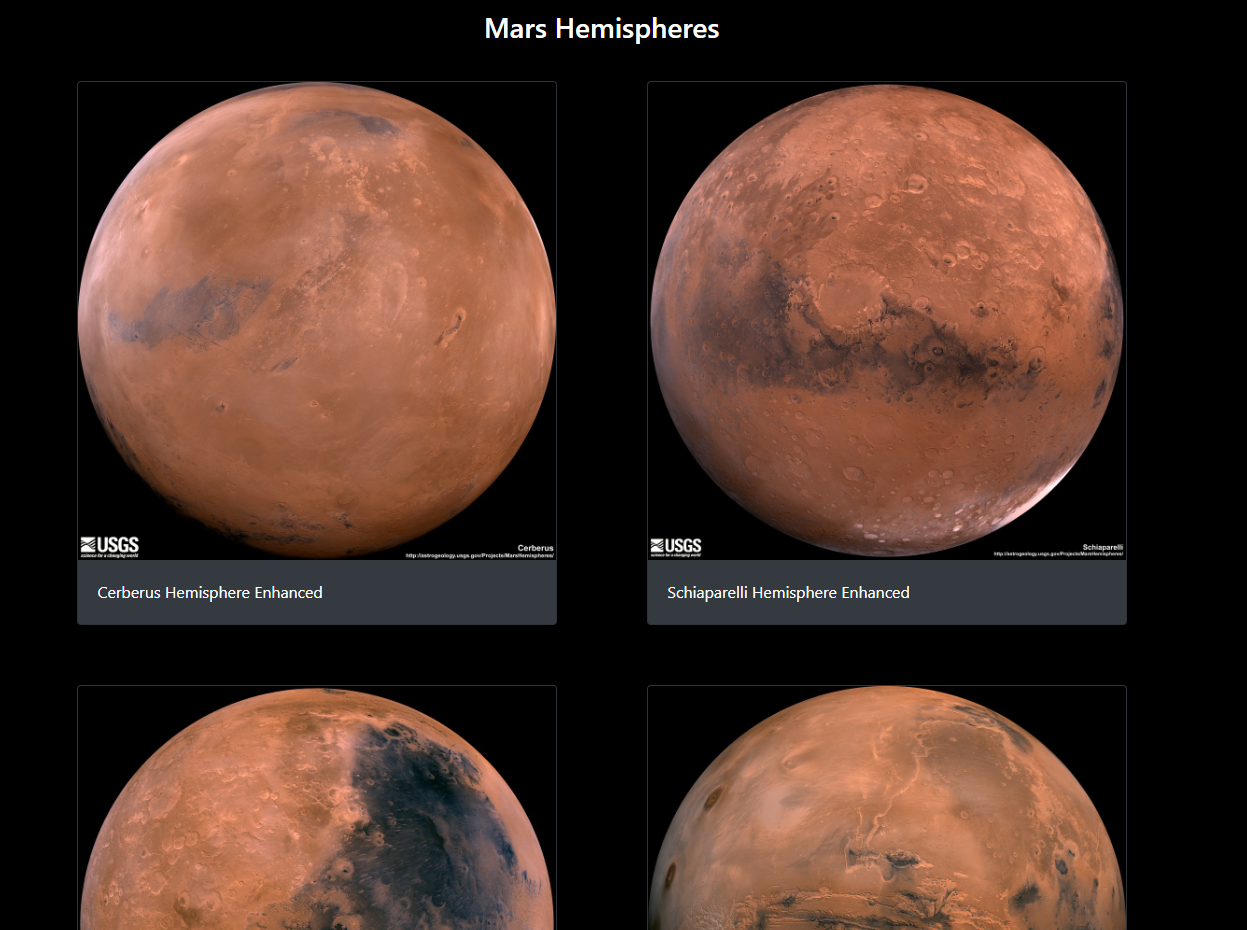 Mars Hemispheres
USGS
science for a changing world
Cerberus
http://astrogeology.usgs.gov/Projects/MarsHemispheres/
USGS
science for a changing world
Schiaparelli
http://astrogeology.usgs.gov/Projects/MarsHemispheres/
Cerberus Hemisphere Enhanced
Schiaparelli Hemisphere Enhanced